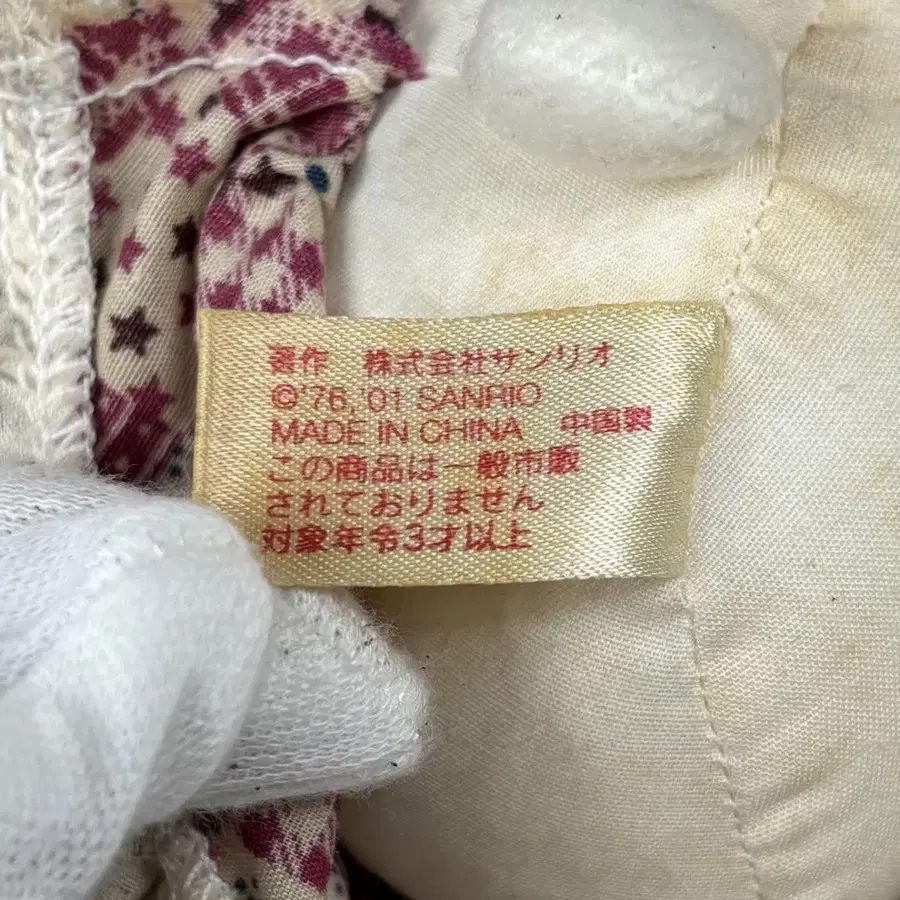 著作 株式会社サンリオ
©'76,'01 SANRIO
MADE IN CHINA 中国製
この商品は一般市販
されておりません
対象年令3才以上